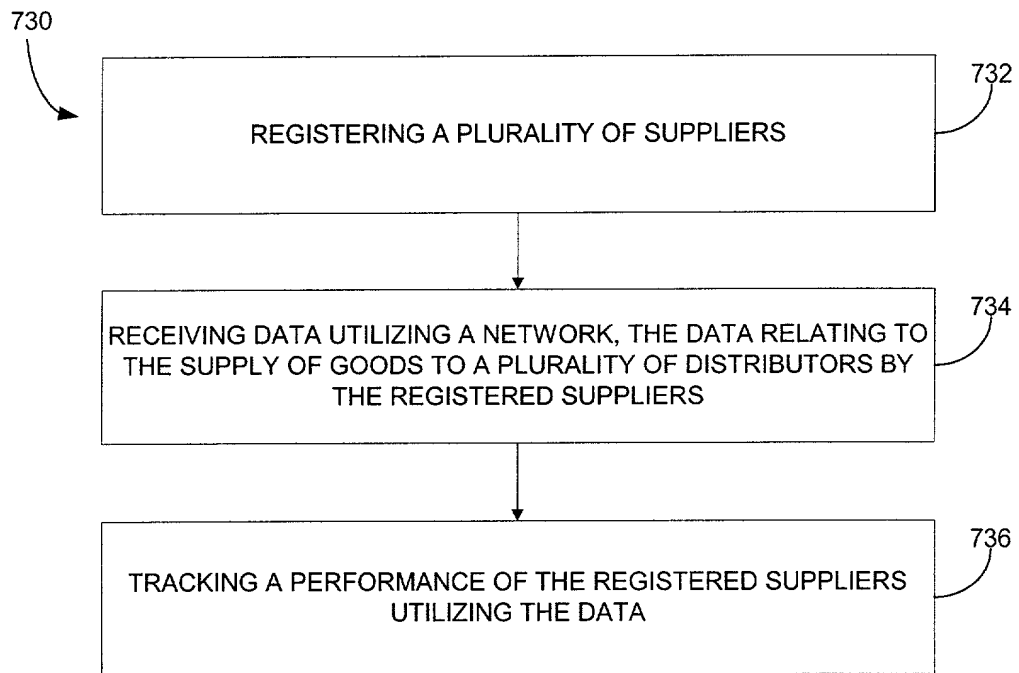 730
732
REGISTERING A PLURALITY OF SUPPLIERS
734
RECEIVING DATA UTILIZING A NETWORK, THE DATA RELATING TO
THE SUPPLY OF GOODS TO A PLURALITY OF DISTRIBUTORS BY
THE REGISTERED SUPPLIERS
736
TRACKING A PERFORMANCE OF THE REGISTERED SUPPLIERS
UTILIZING THE DATA